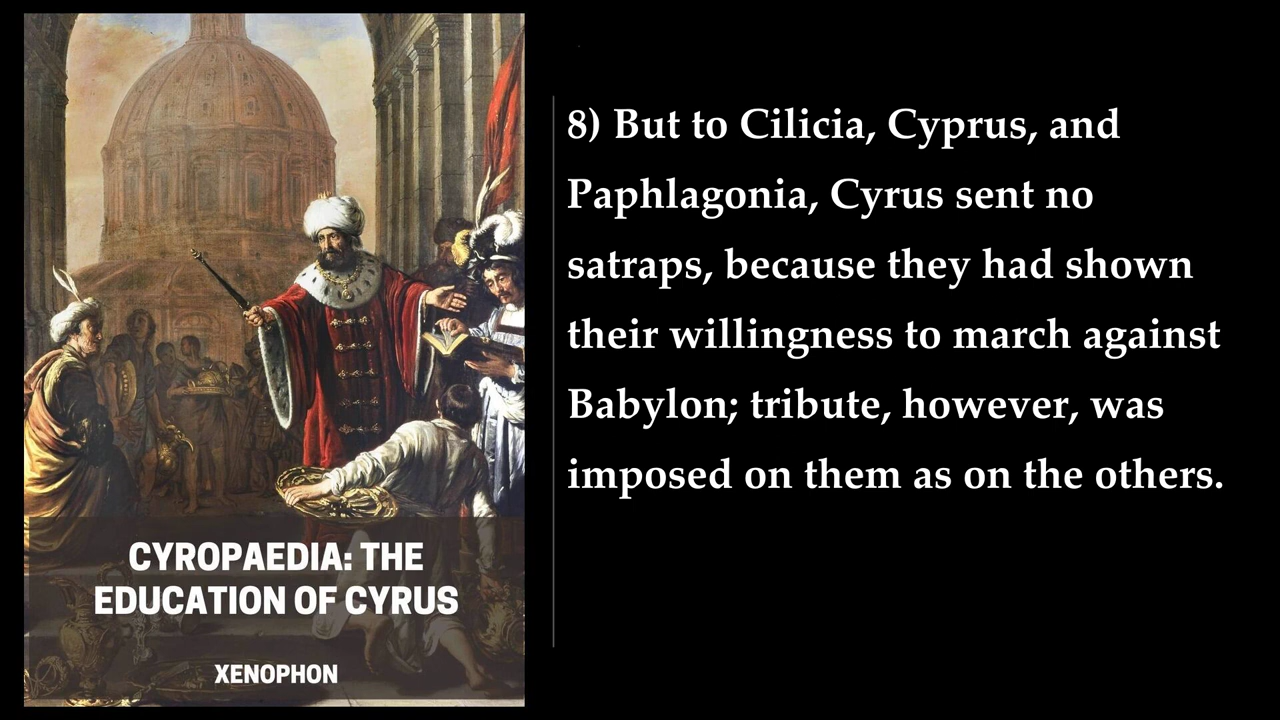 CYROPAEDIA: THE
EDUCATION OF CYRUS
XENOPHON
8) But to Cilicia, Cyprus, and
Paphlagonia, Cyrus sent no
satraps, because they had shown
their willingness to march against
Babylon; tribute, however, was
imposed on them as on the others.